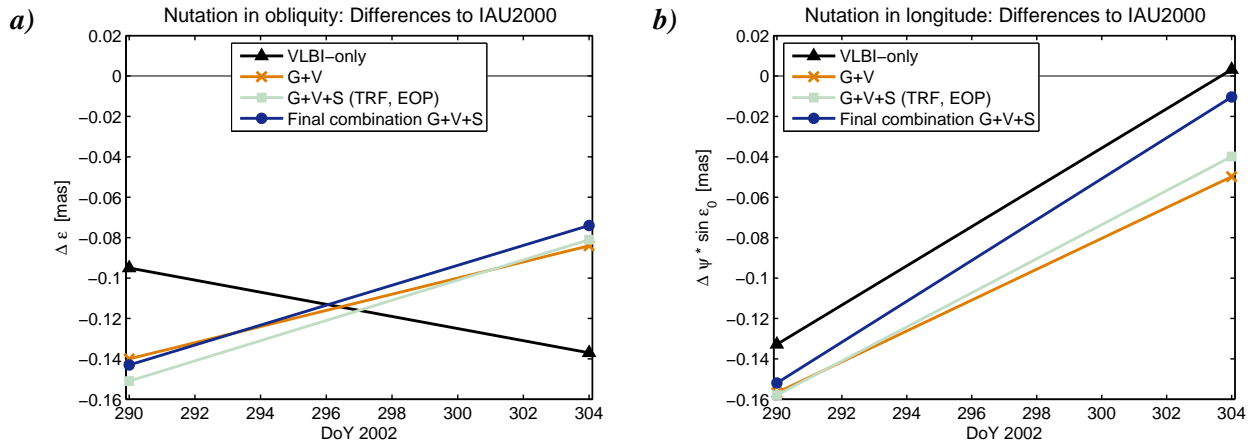 a)
Nutation in obliquity: Differences to IAU2000
0.02
0
−0.02
−0.04
−0.06
−0.08
−0.1
−0.12
−0.14
−0.16
Δ ε [mas]
VLBI−only
G+V
G+V+S (TRF, EOP)
Final combination G+V+S
290 292 294 296 298 300 302 304
DoY 2002
b)
Nutation in longitude: Differences to IAU2000
0.02
0
−0.02
−0.04
−0.06
−0.08
−0.1
−0.12
−0.14
−0.16
Δ ψ * sin ε₀ [mas]
VLBI−only
G+V
G+V+S (TRF, EOP)
Final combination G+V+S
290 292 294 296 298 300 302 304
DoY 2002